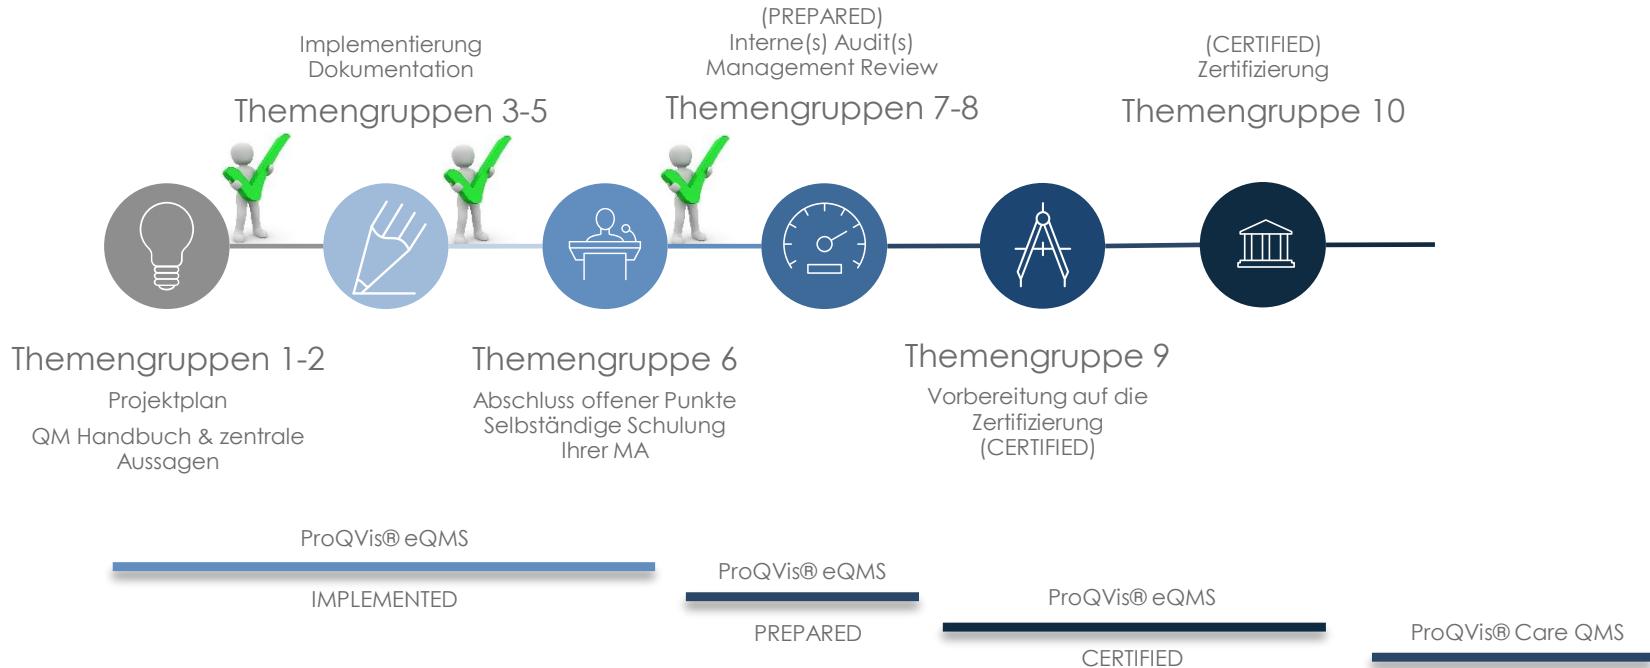 Implementierung
Dokumentation
Themengruppen 3-5
(PREPARED)
Interne(s) Audit(s)
Management Review
Themengruppen 7-8
(CERTIFIED)
Zertifizierung
Themengruppe 10
Themengruppen 1-2
Projektplan
QM Handbuch & zentrale
Aussagen
Themengruppe 6
Abschluss offener Punkte
Selbständige Schulung
Ihrer MA
Themengruppe 9
Vorbereitung auf die
Zertifizierung
(CERTIFIED)
ProQVis® eQMS
IMPLEMENTED
ProQVis® eQMS
PREPARED
ProQVis® eQMS
CERTIFIED
ProQVis® Care QMS